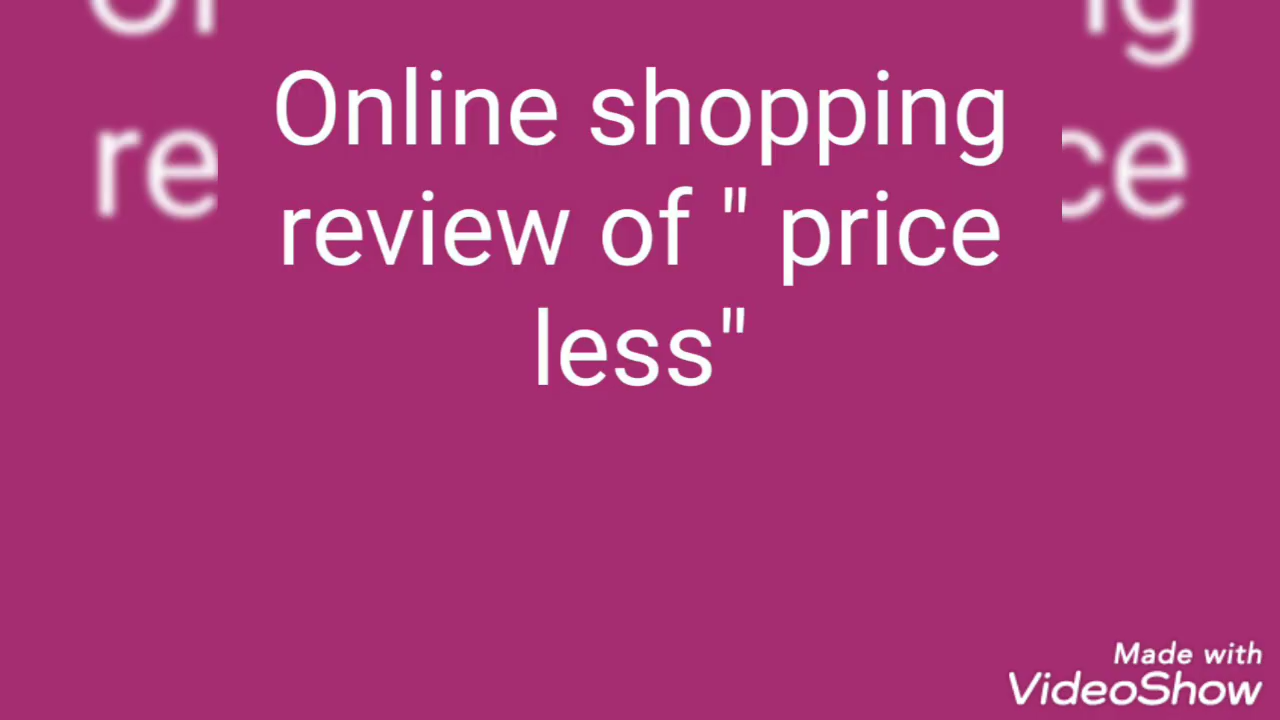 Online shopping
review of " price
less"
Made with
VideoShow